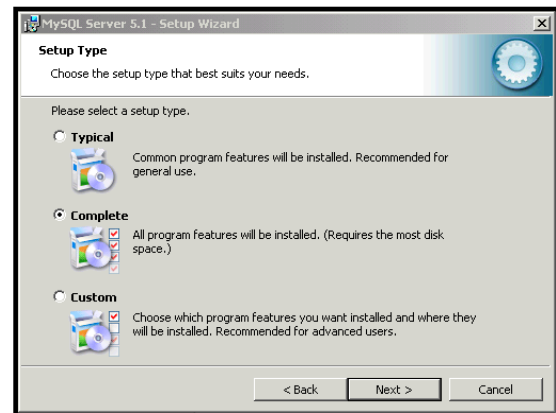 MySQL Server 5.1 - Setup Wizard
Setup Type
Choose the setup type that best suits your needs.
Please select a setup type.
Typical
Common program features will be installed. Recommended for
general use.
Complete
All program features will be installed. (Requires the most disk
space.)
Custom
Choose which program features you want installed and where they
will be installed. Recommended for advanced users.
< Back
Next >
Cancel